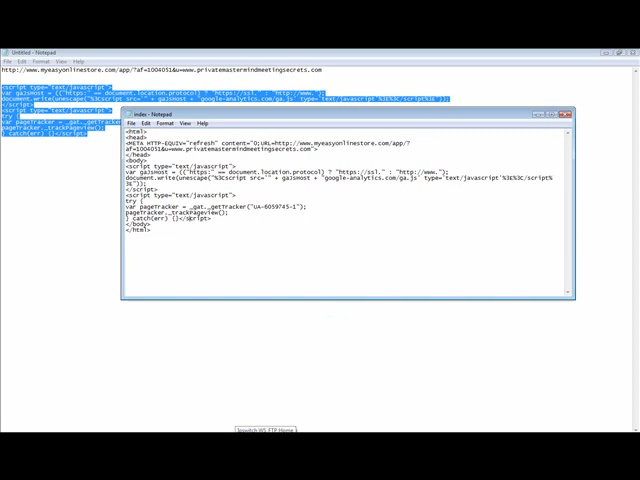 Untitled - Notepad
File Edit Format View Help
http://www.myeasyonlinestore.com/app/?af=1004051&u=www.privatemastermindmeetingsecrets.com
<script type="text/javascript">
var gaJsHost = (("https:" == document.location.protocol) ? "https://ssl." : "http://www.");
document.write(unescape("%3Cscript src='" + gaJsHost + "google-analytics.com/ga.js' type='text/javascript'%3E%3C/script%3E"));
</script>
<script type="text/javascript">
try {
var pageTracker = _gat._getTracker
pageTracker._trackPageview();
} catch(err) {}</script>
index - Notepad
File Edit Format View Help
<html>
<head>
<META HTTP-EQUIV="refresh" content="0;URL=http://www.myeasyonlinestore.com/app/?
af=1004051&u=www.privatemastermindmeetingsecrets.com">
</head>
<body>
<script type="text/javascript">
var gaJsHost = (("https:" == document.location.protocol) ? "https://ssl." : "http://www.");
document.write(unescape("%3Cscript src='" + gaJsHost + "google-analytics.com/ga.js' type='text/javascript'%3E%3C/script%
3E"));
</script>
<script type="text/javascript">
try {
var pageTracker = _gat._getTracker("UA-6059745-1");
pageTracker._trackPageview();
} catch(err) {}</script>
</body>
</html>
Ipswitch WS_FTP Home